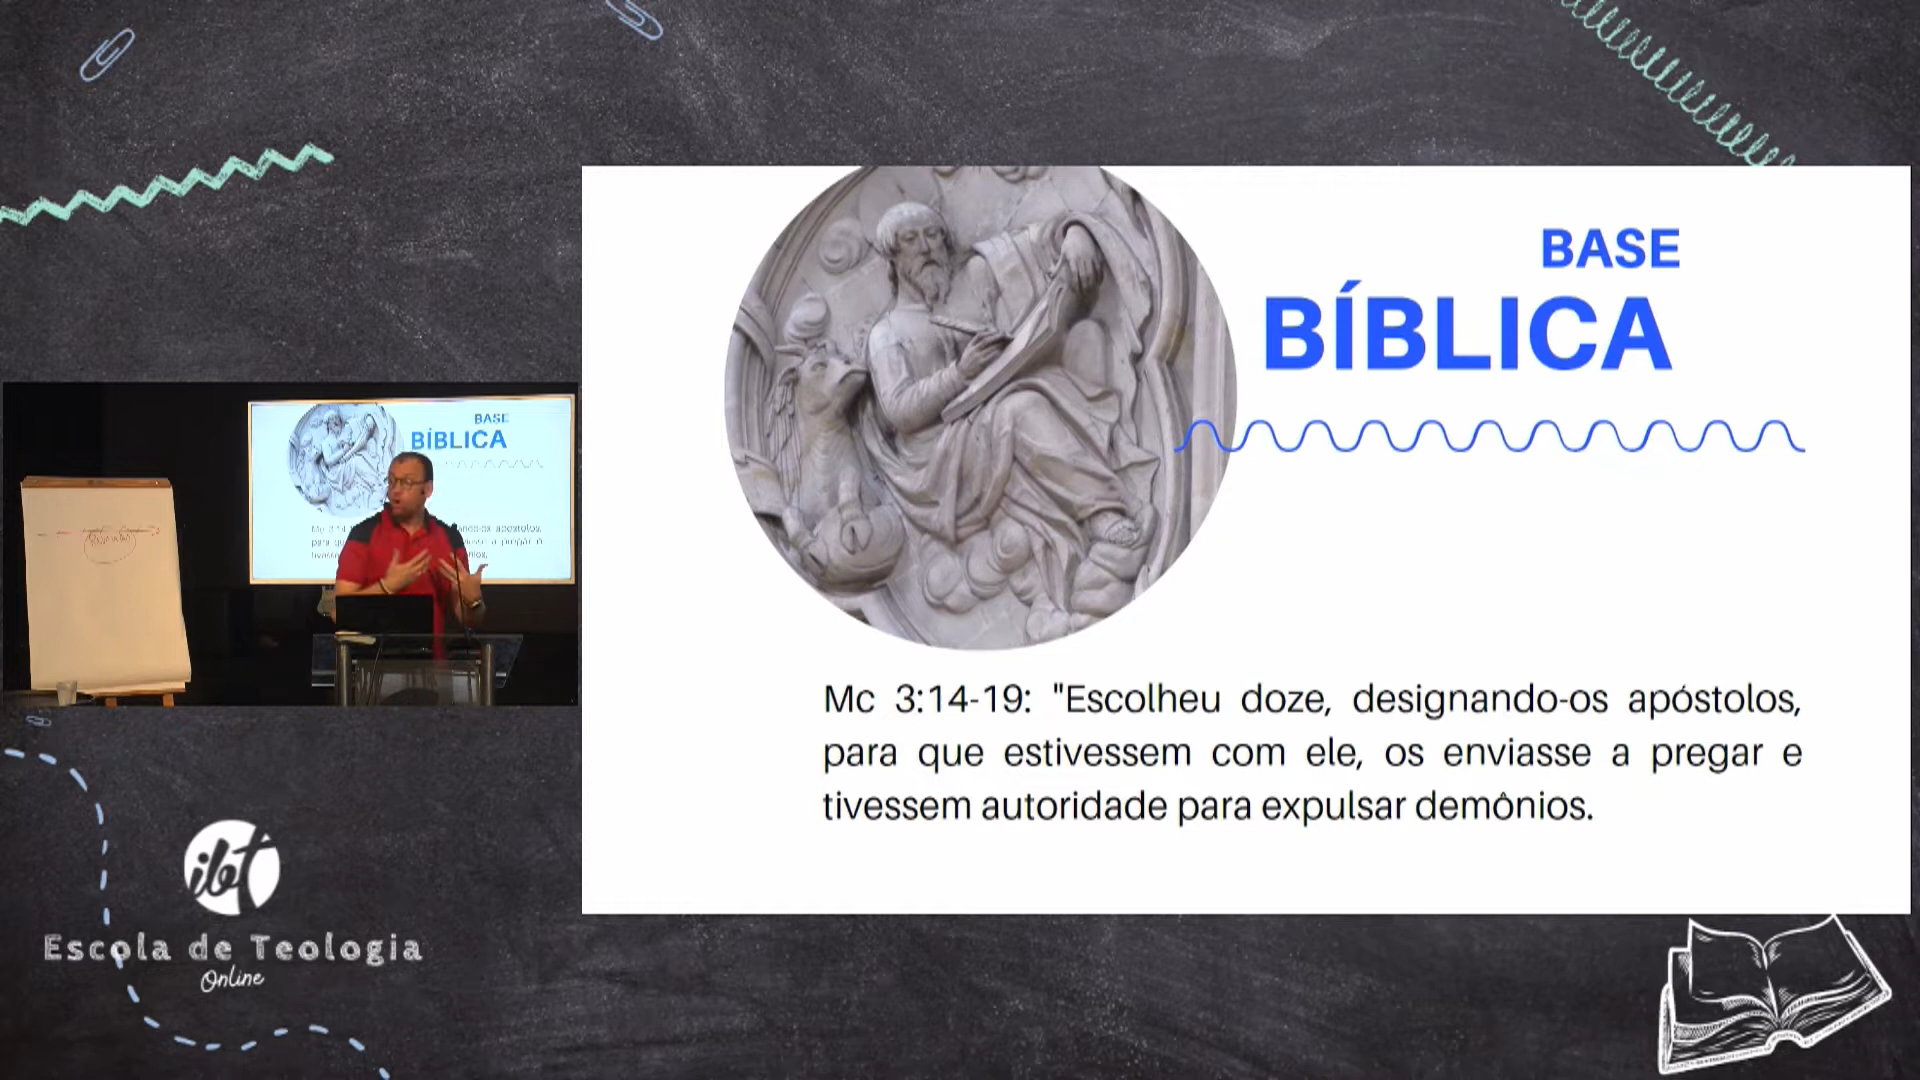 BASE
BÍBLICA
Mc 3:14-19: "Escolheu doze, designando-os apóstolos,
para que estivessem com ele, os enviasse a pregar e
tivessem autoridade para expulsar demônios.
BASE
BÍBLICA
ibt
Escola de Teologia
Online